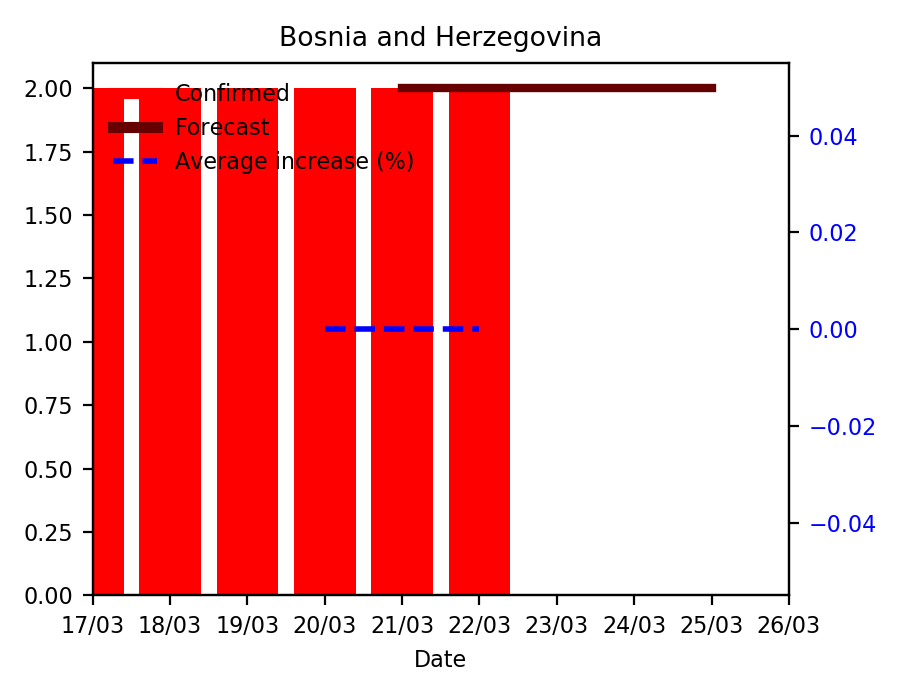 Bosnia and Herzegovina
Confirmed
Forecast
Average increase (%)
2.00
1.75
1.50
1.25
1.00
0.75
0.50
0.25
0.00
0.04
0.02
0.00
−0.02
−0.04
17/03 18/03 19/03 20/03 21/03 22/03 23/03 24/03 25/03 26/03
Date